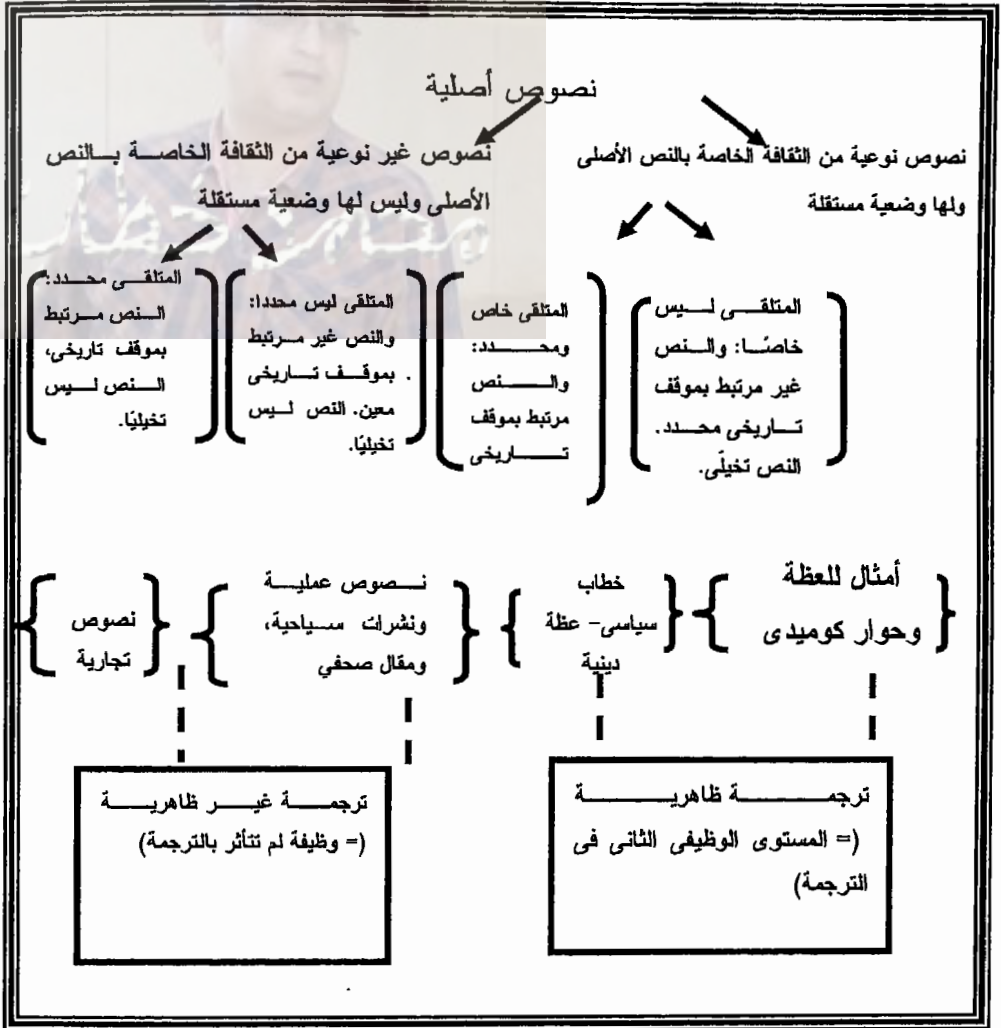 نصوص أصلية
نصوص نوعية من الثقافة الخاصة بالنص الأصلى
ولها وضعية مستقلة
نصوص غير نوعية من الثقافة الخاصة بالنص
الأصلى وليس لها وضعية مستقلة
المتلقى ليس
خاصًا: والنص
غير مرتبط بموقف
تاريخى محدد.
النص تخيلّى.
المتلقى خاص
ومحدد:
والنص
مرتبط بموقف
تاريخى
المتلقى ليس محددا:
والنص غير مرتبط
بموقف تاريخى
معين. النص ليس
تخيليًا.
المتلقى محدد:
النص مرتبط
بموقف تاريخى،
النص ليس
تخيليًا.
أمثال للعظة
وحوار كوميدى
خطاب
سياسى- عظة
دينية
نصوص عملية
ونشرات سياحية،
ومقال صحفي
نصوص
تجارية
ترجمة ظاهرية
(= المستوى الوظيفى الثانى فى
الترجمة)
ترجمة غير ظاهرية
(= وظيفة لم تتأثر بالترجمة)